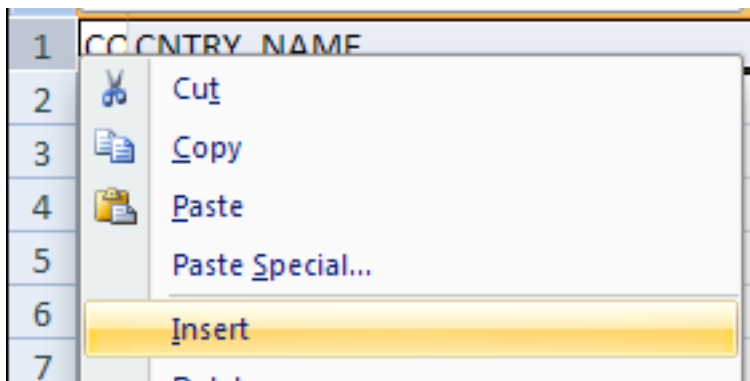 1 CC CNTRY_NAME
2 Cut
3 Copy
4 Paste
5 Paste Special...
6 Insert
7